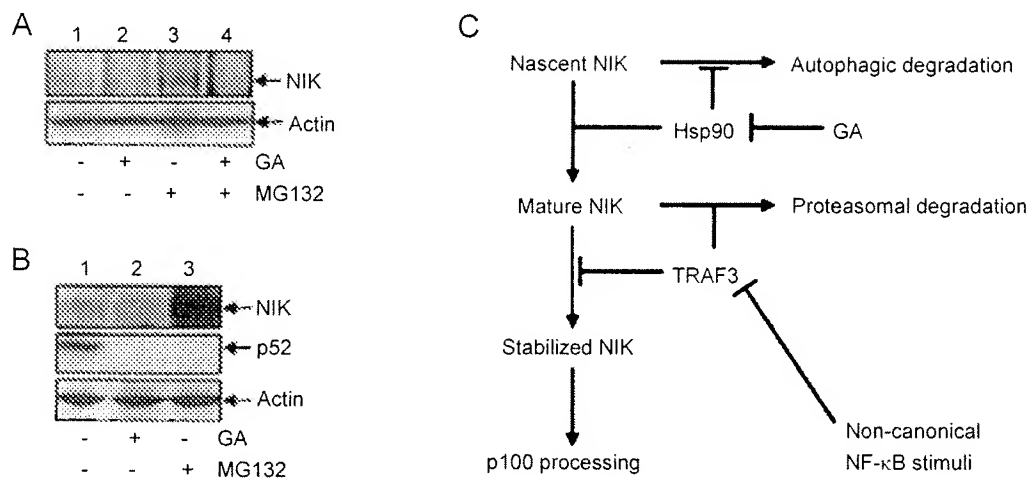 A
1 2 3 4
NIK
Actin
- + - + GA
- - + + MG132
B
1 2 3
NIK
p52
Actin
- + - GA
- - + MG132
C
Nascent NIK
Autophagic degradation
Hsp90
GA
Mature NIK
Proteasomal degradation
TRAF3
Stabilized NIK
Non-canonical
NF-κB stimuli
p100 processing